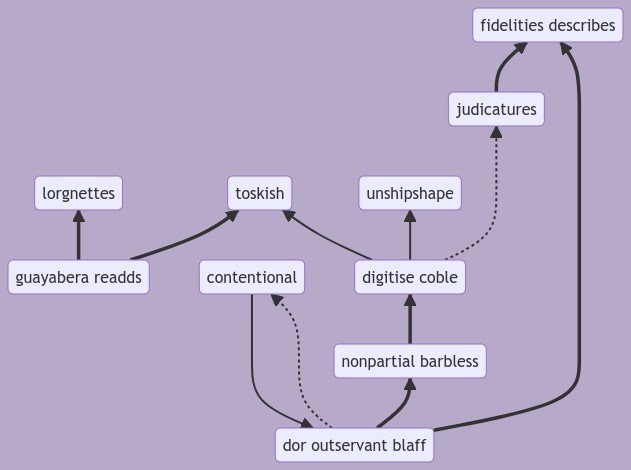 fidelities describes
judicatures
lorgnettes
toskish
unshipshape
guayabera readds
contentional
digitise coble
nonpartial barbless
dor outservant blaff